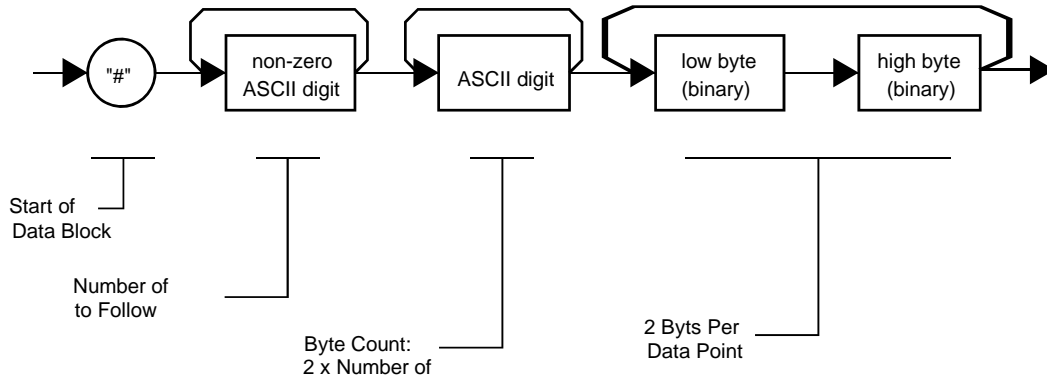 "#"
non-zero
ASCII digit
ASCII digit
low byte
(binary)
high byte
(binary)
Start of
Data Block
Number of
to Follow
Byte Count:
2 x Number of
2 Byts Per
Data Point